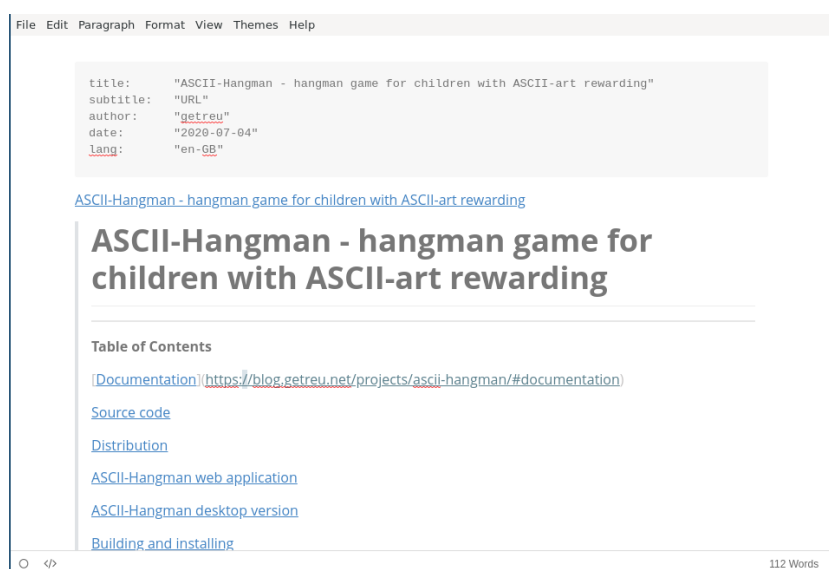 File Edit Paragraph Format View Themes Help
title: "ASCII-Hangman - hangman game for children with ASCII-art rewarding"
subtitle: "URL"
author: "getreu"
date: "2020-07-04"
lang: "en-GB"
ASCII-Hangman - hangman game for children with ASCII-art rewarding
ASCII-Hangman - hangman game for
children with ASCII-art rewarding
Table of Contents
[Documentation](https://blog.getreu.net/projects/ascii-hangman/#documentation)
Source code
Distribution
ASCII-Hangman web application
ASCII-Hangman desktop version
Building and installing
</> 112 Words